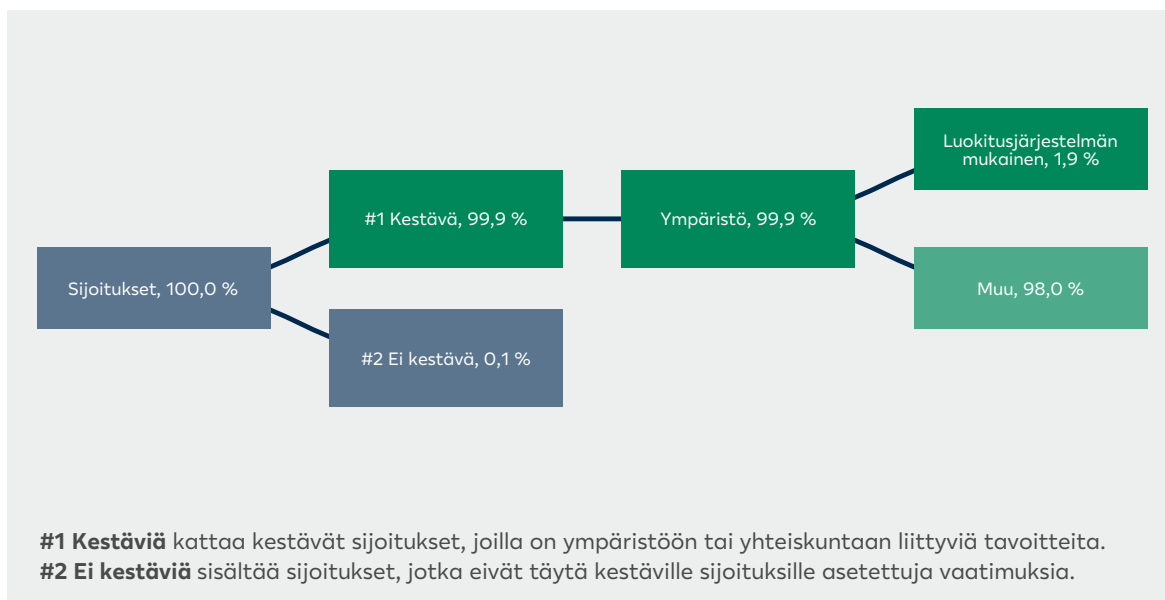 Luokitusjärjestelmän
mukainen, 1,9 %
#1 Kestävä, 99,9 %
Ympäristö, 99,9 %
Sijoitukset, 100,0 %
Muu, 98,0 %
#2 Ei kestävä, 0,1 %
#1 Kestäviä kattaa kestävät sijoitukset, joilla on ympäristöön tai yhteiskuntaan liittyviä tavoitteita.
#2 Ei kestäviä sisältää sijoitukset, jotka eivät täytä kestäville sijoituksille asetettuja vaatimuksia.